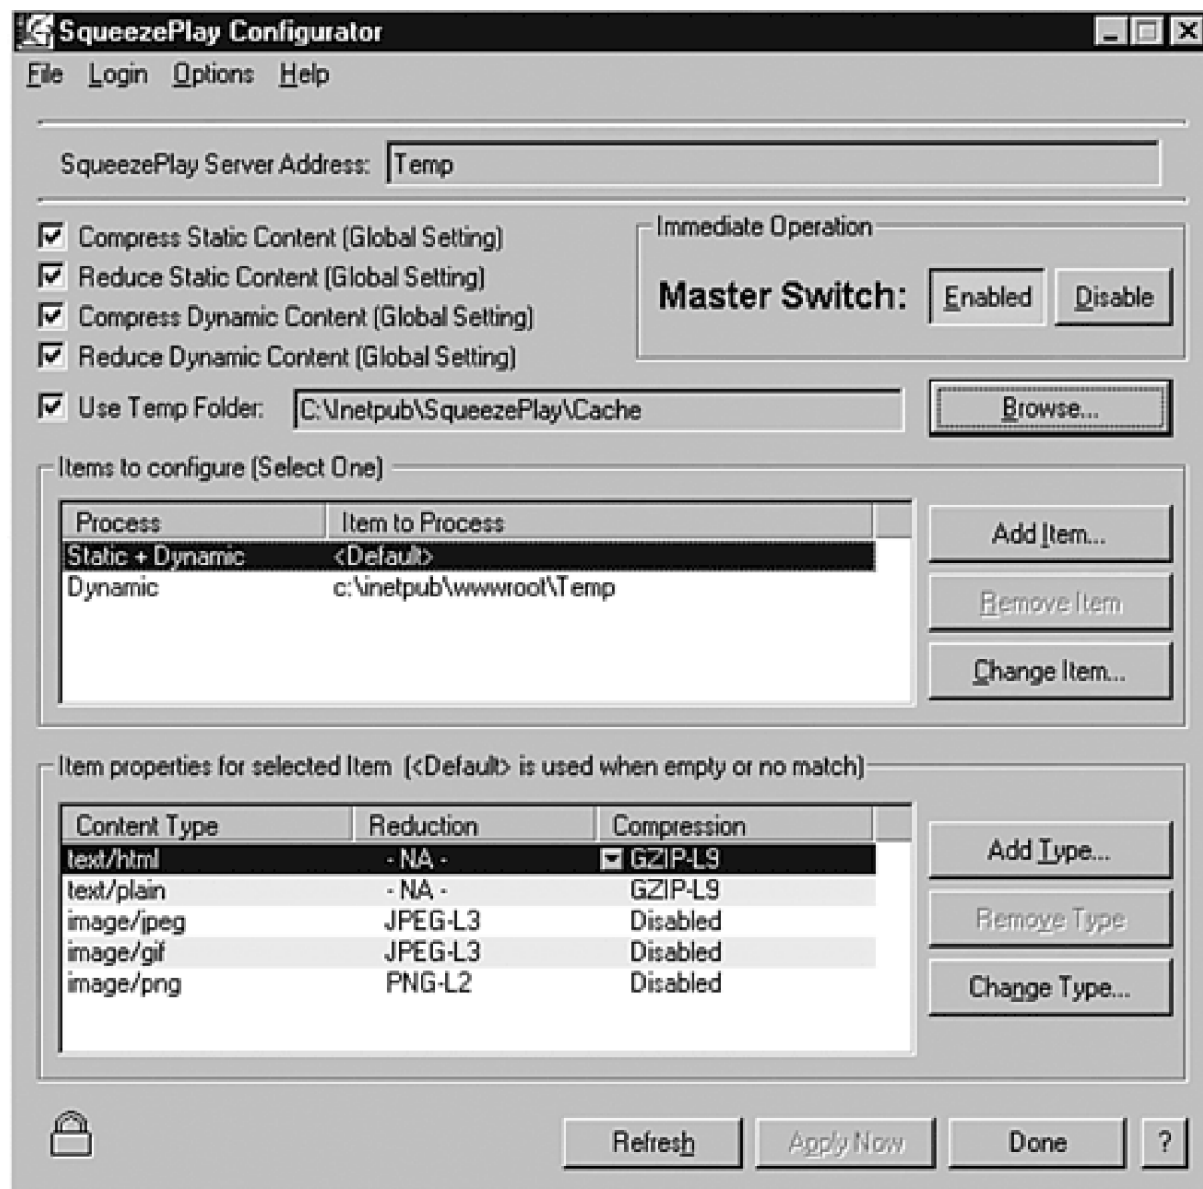 SqueezePlay Configurator
File Login Options Help
SqueezePlay Server Address: Temp
Compress Static Content (Global Setting)
Reduce Static Content (Global Setting)
Compress Dynamic Content (Global Setting)
Reduce Dynamic Content (Global Setting)
Immediate Operation
Master Switch: Enabled Disable
Use Temp Folder: C:\Inetpub\SqueezePlay\Cache Browse...
Items to configure (Select One)
Process Item to Process
Static + Dynamic <Default>
Dynamic c:\inetpub\wwwroot\Temp
Add Item...
Remove Item
Change Item...
Item properties for selected Item (<Default> is used when empty or no match)
Content Type Reduction Compression
text/html - NA - GZIP-L9
text/plain - NA - GZIP-L9
image/jpeg JPEG-L3 Disabled
image/gif JPEG-L3 Disabled
image/png PNG-L2 Disabled
Add Type...
Remove Type
Change Type...
Refresh Apply Now Done ?